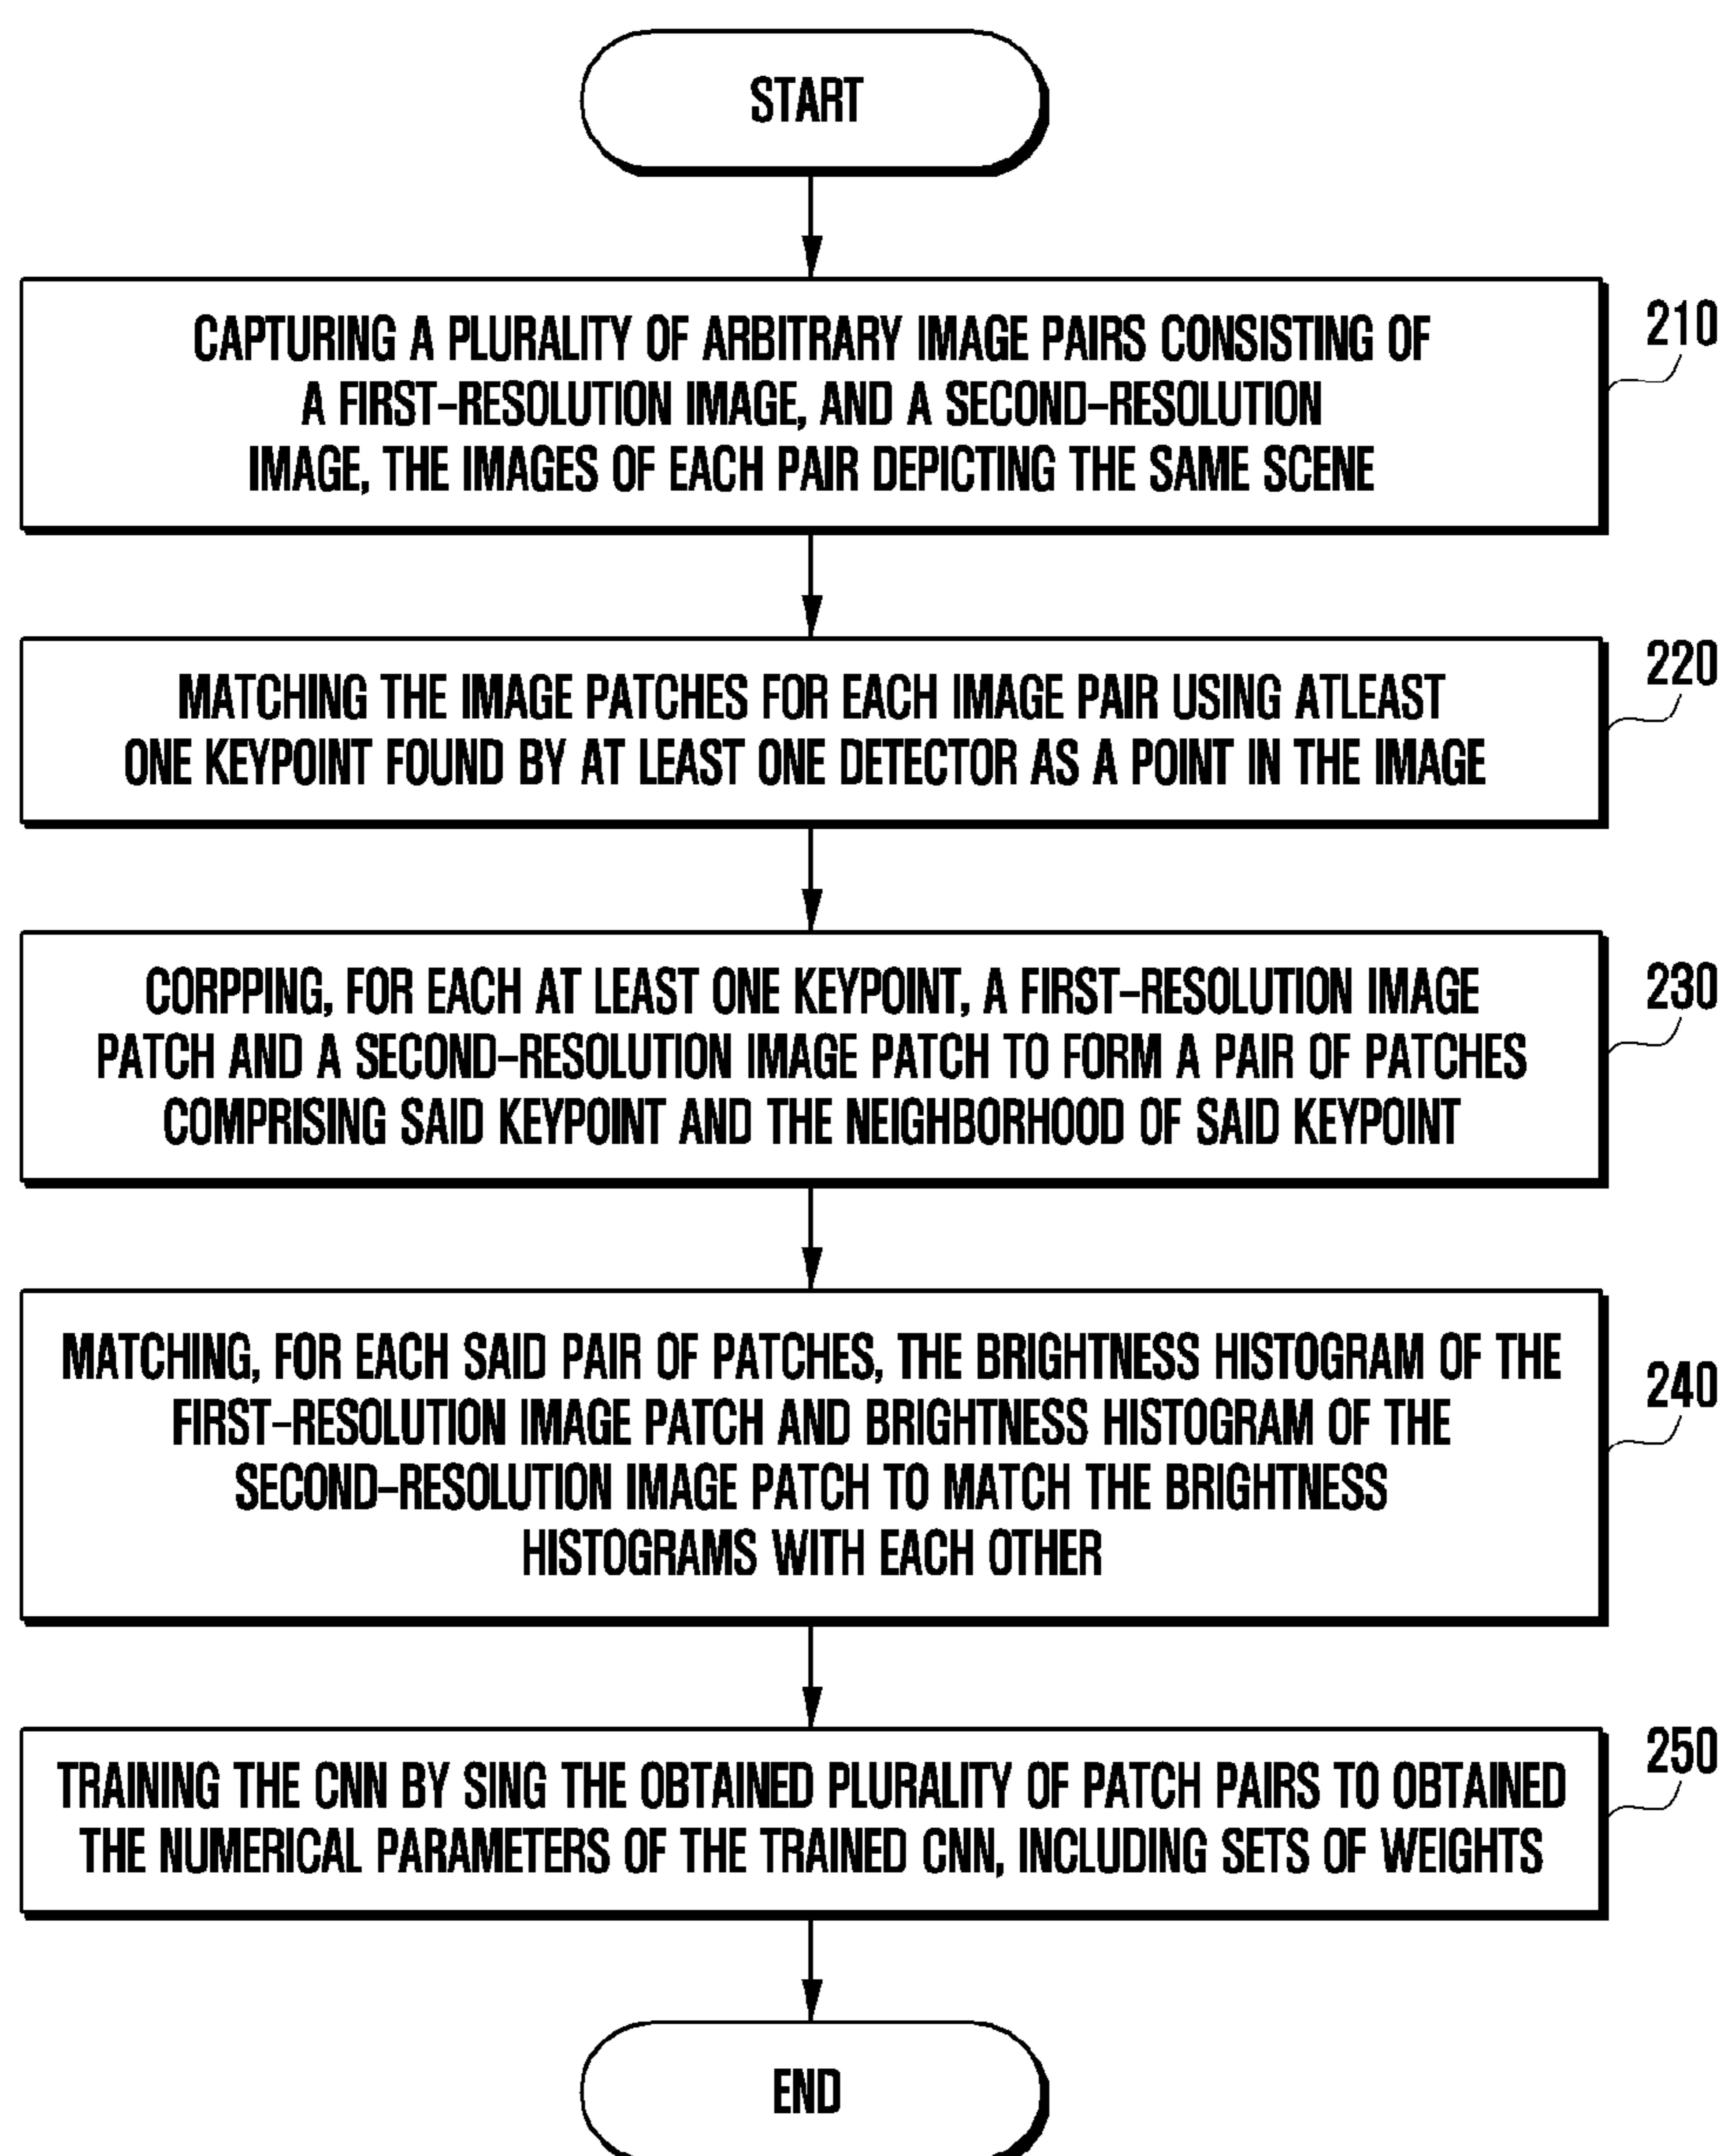 START
CAPTURING A PLURALITY OF ARBITRARY IMAGE PAIRS CONSISTING OF
A FIRST-RESOLUTION IMAGE, AND A SECOND-RESOLUTION
IMAGE, THE IMAGES OF EACH PAIR DEPICTING THE SAME SCENE
210
MATCHING THE IMAGE PATCHES FOR EACH IMAGE PAIR USING ATLEAST
ONE KEYPOINT FOUND BY AT LEAST ONE DETECTOR AS A POINT IN THE IMAGE
220
CORPPING, FOR EACH AT LEAST ONE KEYPOINT, A FIRST-RESOLUTION IMAGE
PATCH AND A SECOND-RESOLUTION IMAGE PATCH TO FORM A PAIR OF PATCHES
COMPRISING SAID KEYPOINT AND THE NEIGHBORHOOD OF SAID KEYPOINT
230
MATCHING, FOR EACH SAID PAIR OF PATCHES, THE BRIGHTNESS HISTOGRAM OF THE
FIRST-RESOLUTION IMAGE PATCH AND BRIGHTNESS HISTOGRAM OF THE
SECOND-RESOLUTION IMAGE PATCH TO MATCH THE BRIGHTNESS
HISTOGRAMS WITH EACH OTHER
240
TRAINING THE CNN BY SING THE OBTAINED PLURALITY OF PATCH PAIRS TO OBTAINED
THE NUMERICAL PARAMETERS OF THE TRAINED CNN, INCLUDING SETS OF WEIGHTS
250
END